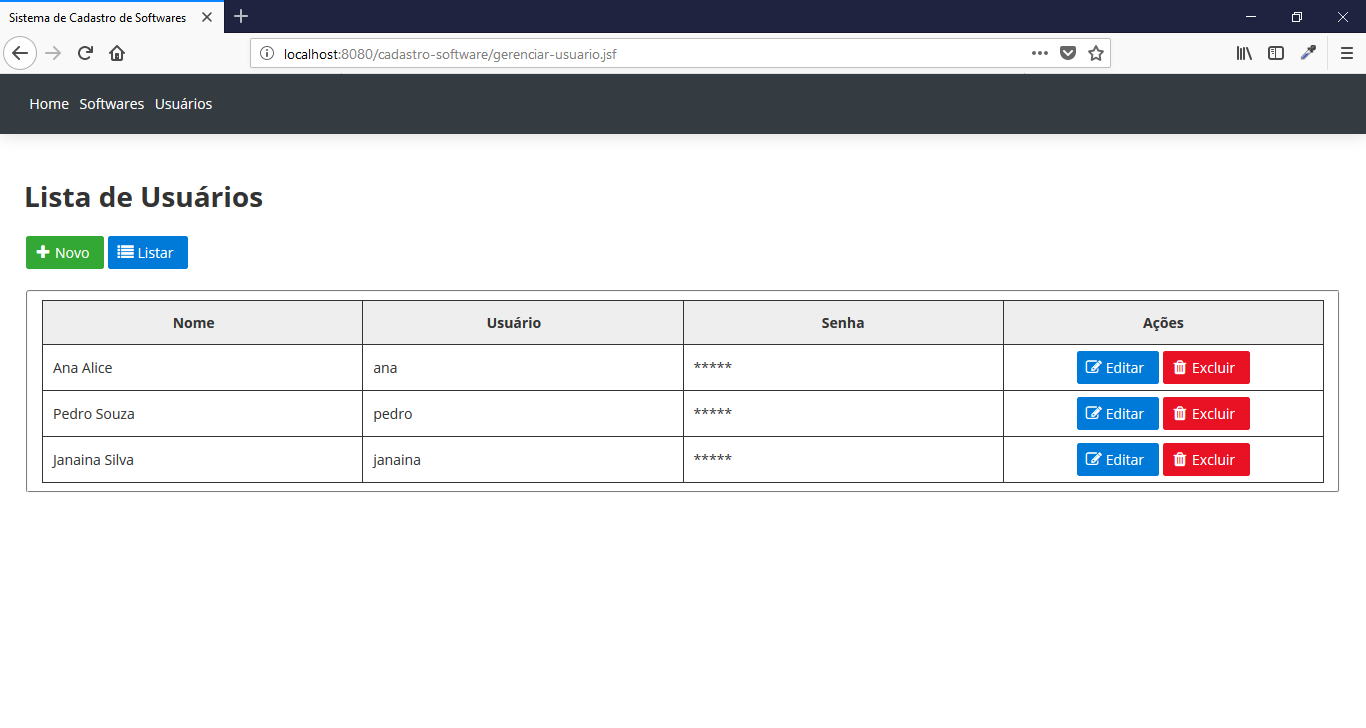 Sistema de Cadastro de Softwares
localhost:8080/cadastro-software/gerenciar-usuario.jsf
Home Softwares Usuários
Lista de Usuários
Novo Listar
Nome Usuário Senha Ações
Ana Alice ana ***** Editar Excluir
Pedro Souza pedro ***** Editar Excluir
Janaina Silva janaina ***** Editar Excluir